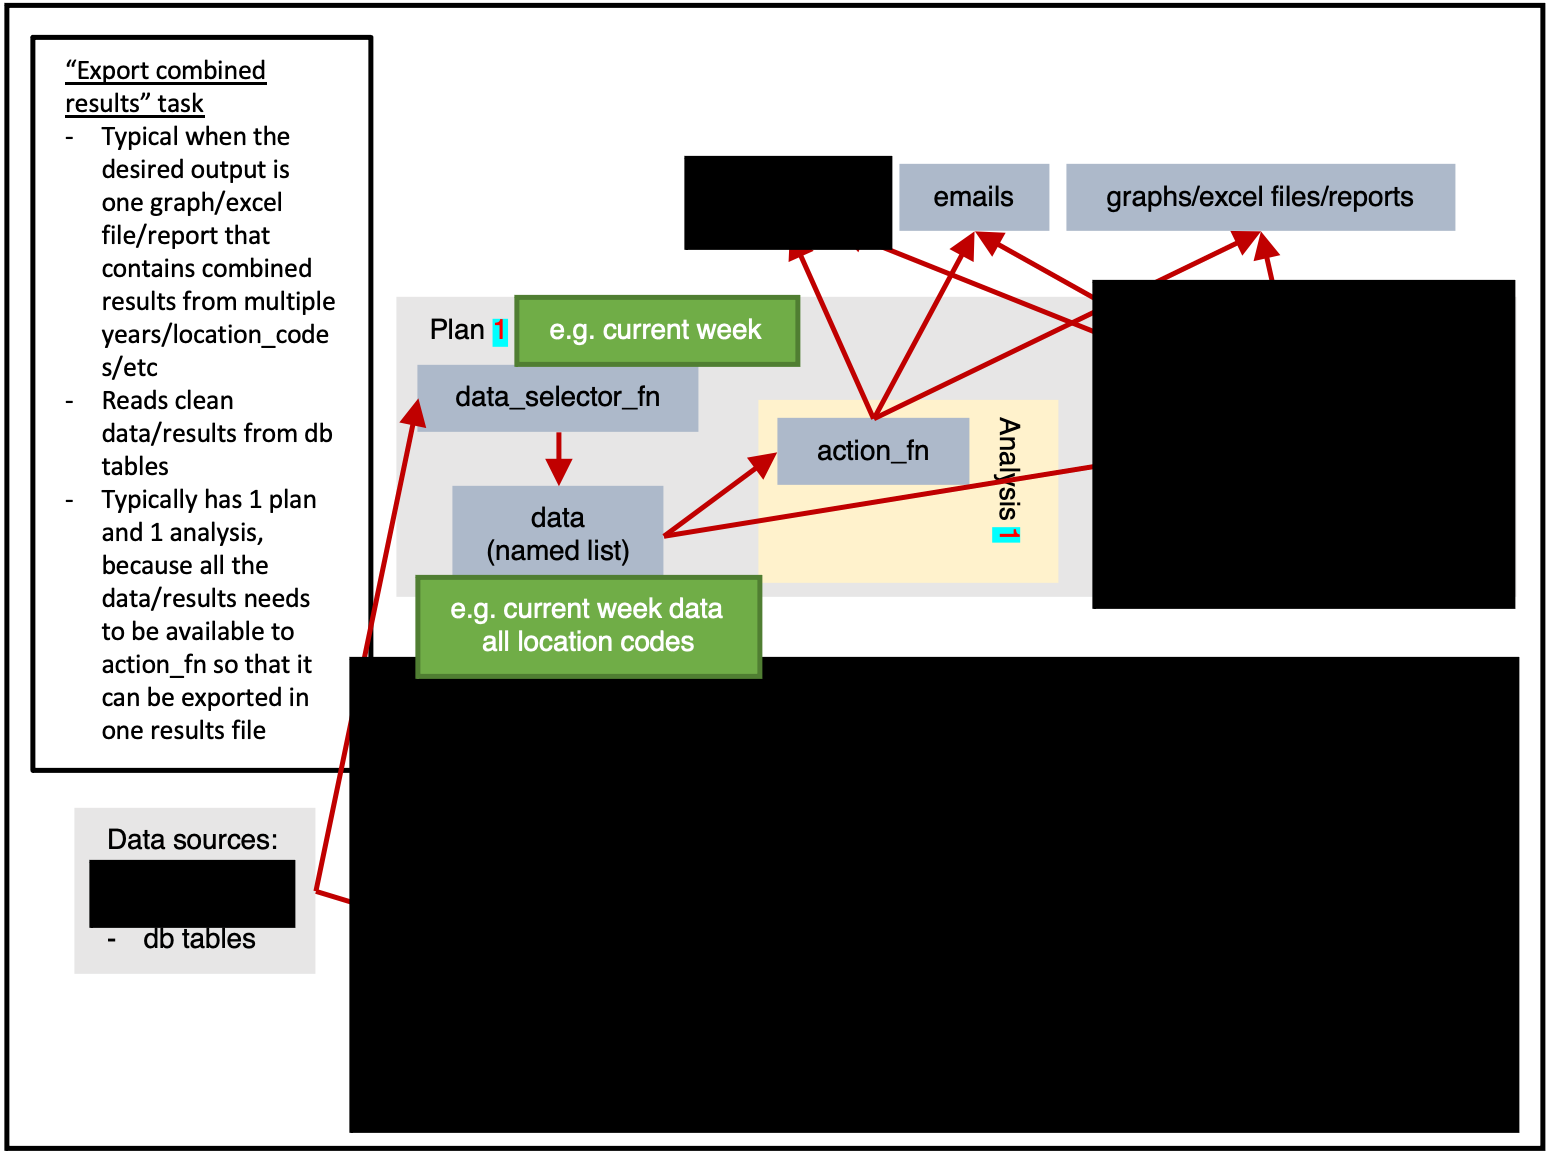 “Export combined
results” task
- Typical when the
desired output is
one graph/excel
file/report that
contains combined
results from multiple
years/location_code
s/etc
- Reads clean
data/results from db
tables
- Typically has 1 plan
and 1 analysis,
because all the
data/results needs
to be available to
action_fn so that it
can be exported in
one results file
emails
graphs/excel files/reports
Plan 1
e.g. current week
data_selector_fn
data
(named list)
e.g. current week data
all location codes
action_fn
Analysis 1
Data sources:
- db tables